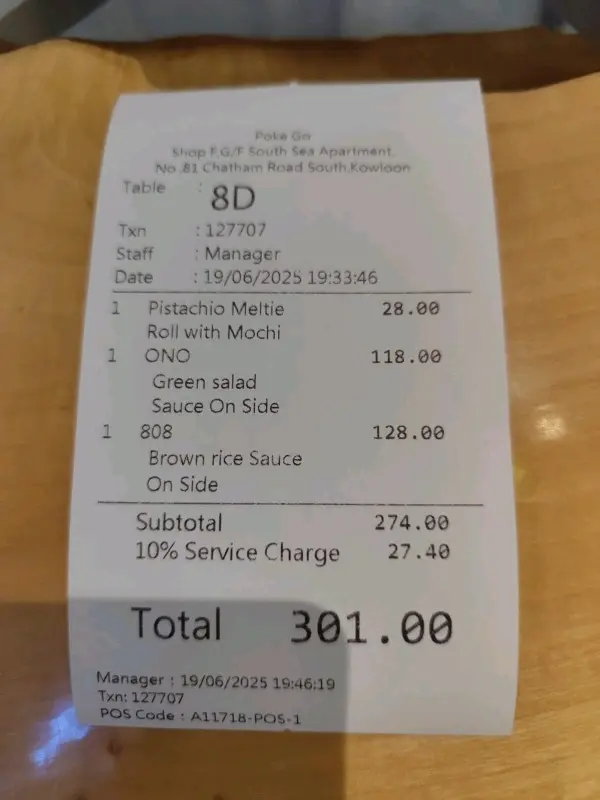 Poke Go
Shop F,G/F South Sea Apartment,
No.81 Chatham Road South,Kowloon
Table : 8D
Txn : 127707
Staff : Manager
Date : 19/06/2025 19:33:46
1 Pistachio Meltie 28.00
Roll with Mochi
1 ONO 118.00
Green salad
Sauce On Side
1 808 128.00
Brown rice Sauce
On Side
Subtotal 274.00
10% Service Charge 27.40
Total 301.00
Manager : 19/06/2025 19:46:19
Txn: 127707
POS Code : A11718-POS-1